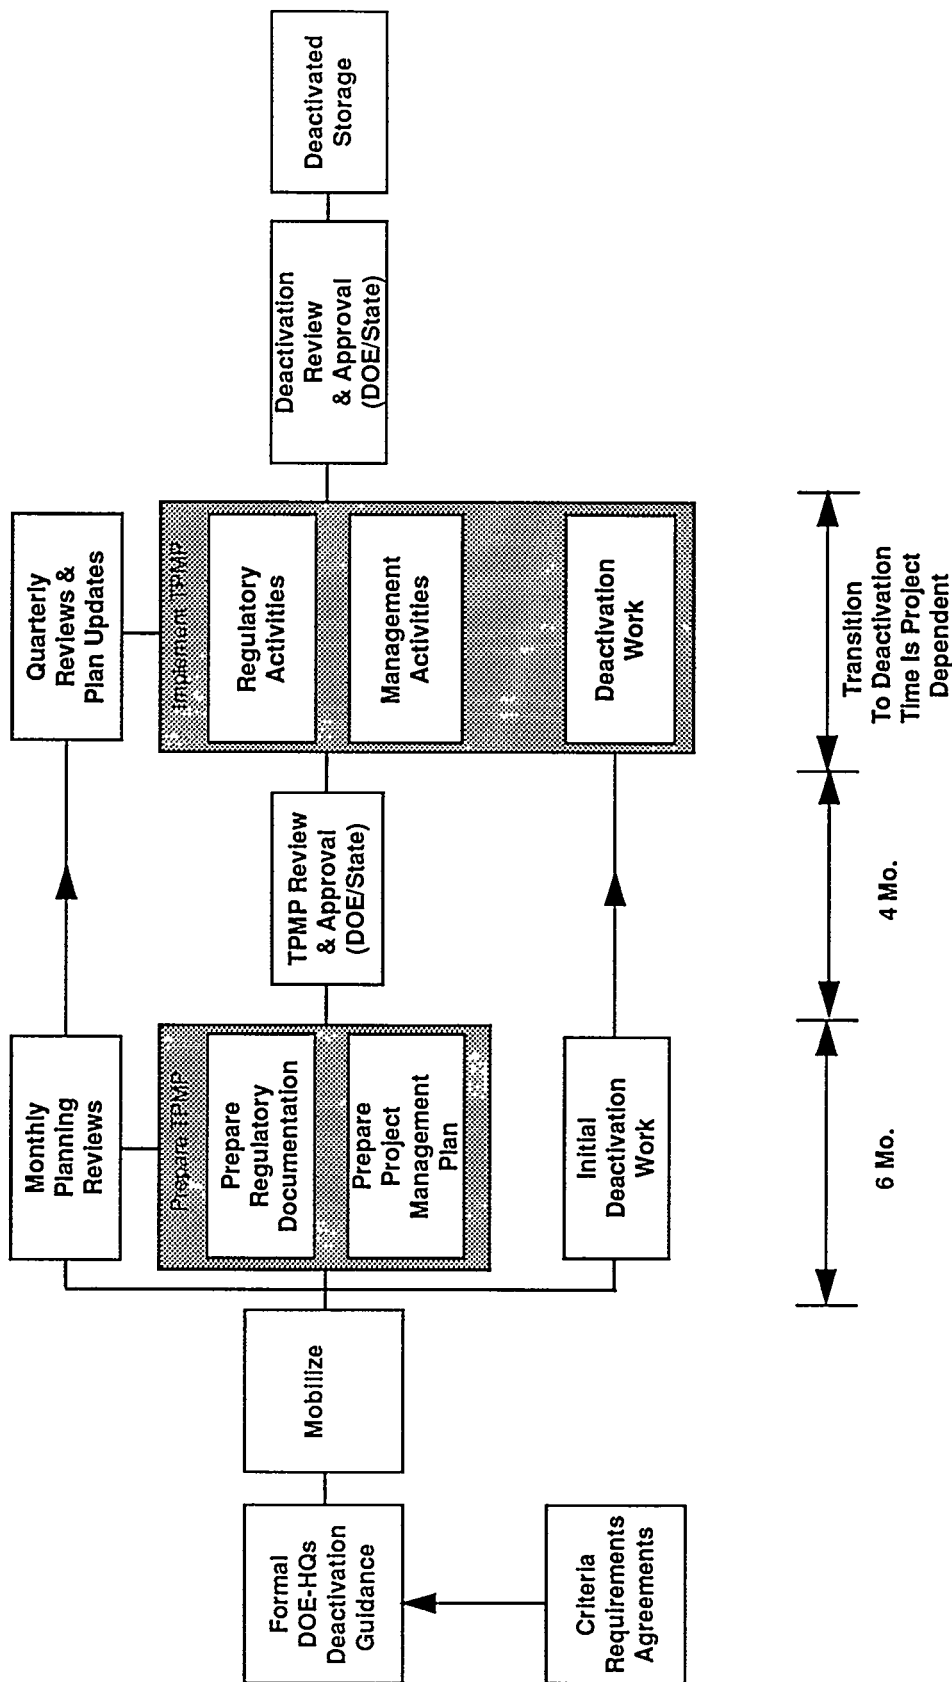 Formal
DOE-HQs
Deactivation
Guidance
Criteria
Requirements
Agreements
Mobilize
Monthly
Planning
Reviews
Prepare TPMP
Prepare
Regulatory
Documentation
Prepare
Project
Management
Plan
Initial
Deactivation
Work
6 Mo.
TPMP Review
& Approval
(DOE/State)
4 Mo.
Quarterly
Reviews &
Plan Updates
Implement TPMP
Regulatory
Activities
Management
Activities
Deactivation
Work
Transition
To Deactivation
Time Is Project
Dependent
Deactivation
Review
& Approval
(DOE/State)
Deactivated
Storage